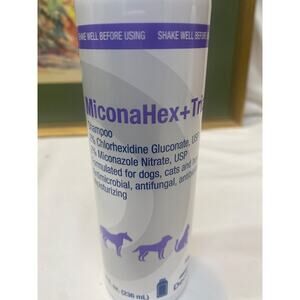 SHAKE WELL BEFORE USING SHAKE WELL BEFORE
MiconaHex+Tri
Shampoo
Chlorhexidine Gluconate, USP
Miconazole Nitrate, USP
Formulated for dogs, cats and
antimicrobial, antifungal,
moisturizing
(236 mL)